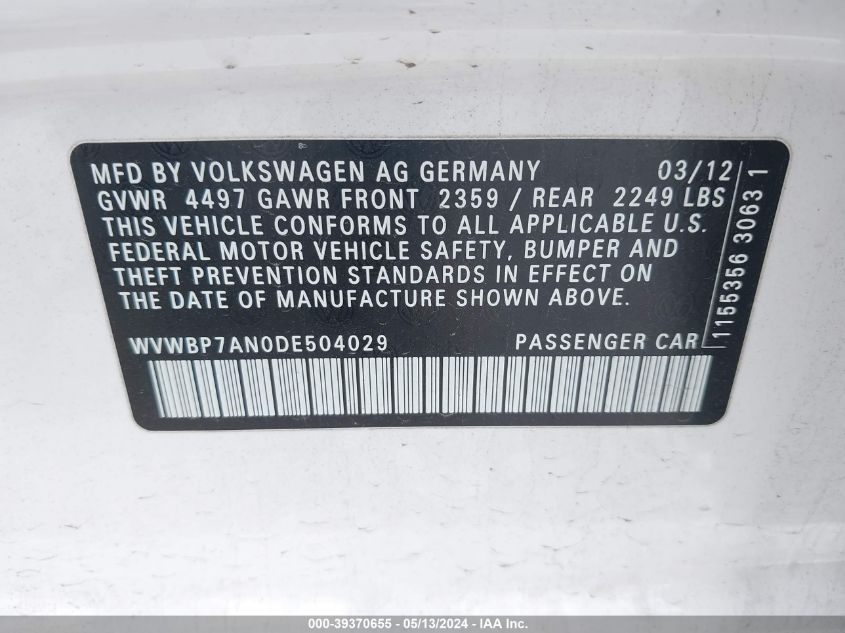 MFD BY VOLKSWAGEN AG GERMANY 03/12
GVWR 4497 GAWR FRONT 2359 / REAR 2249 LBS
THIS VEHICLE CONFORMS TO ALL APPLICABLE U.S.
FEDERAL MOTOR VEHICLE SAFETY, BUMPER AND
THEFT PREVENTION STANDARDS IN EFFECT ON
THE DATE OF MANUFACTURE SHOWN ABOVE.
WVWBP7AN0DE504029 PASSENGER CAR
1155356 3063 1
000-39370655 - 05/13/2024 - IAA Inc.